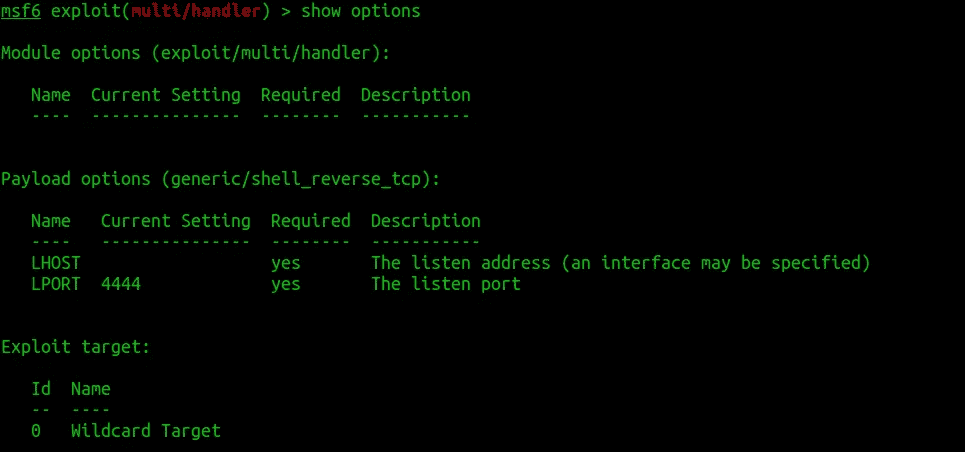 msf6 exploit(multi/handler) > show options
Module options (exploit/multi/handler):
Name  Current Setting  Required  Description
----  ---------------  --------  -----------
Payload options (generic/shell_reverse_tcp):
Name   Current Setting  Required  Description
----   ---------------  --------  -----------
LHOST                   yes       The listen address (an interface may be specified)
LPORT  4444             yes       The listen port
Exploit target:
Id  Name
--  ----
0   Wildcard Target